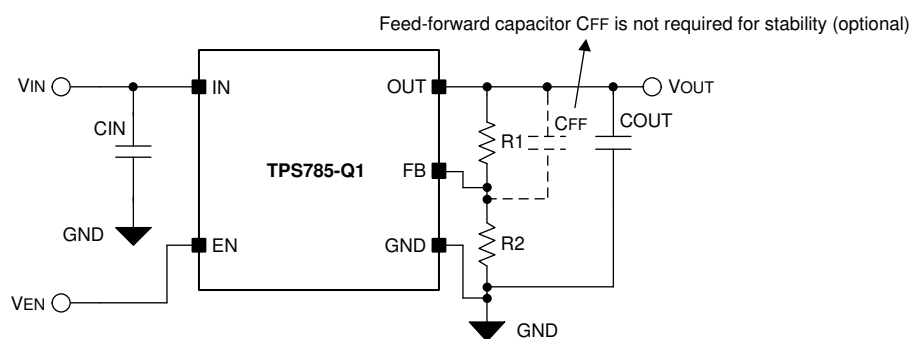 Feed-forward capacitor CFF is not required for stability (optional)
VIN
IN
OUT
VOUT
CIN
R1
CFF
COUT
TPS785-Q1
FB
GND
EN
GND
R2
VEN
GND